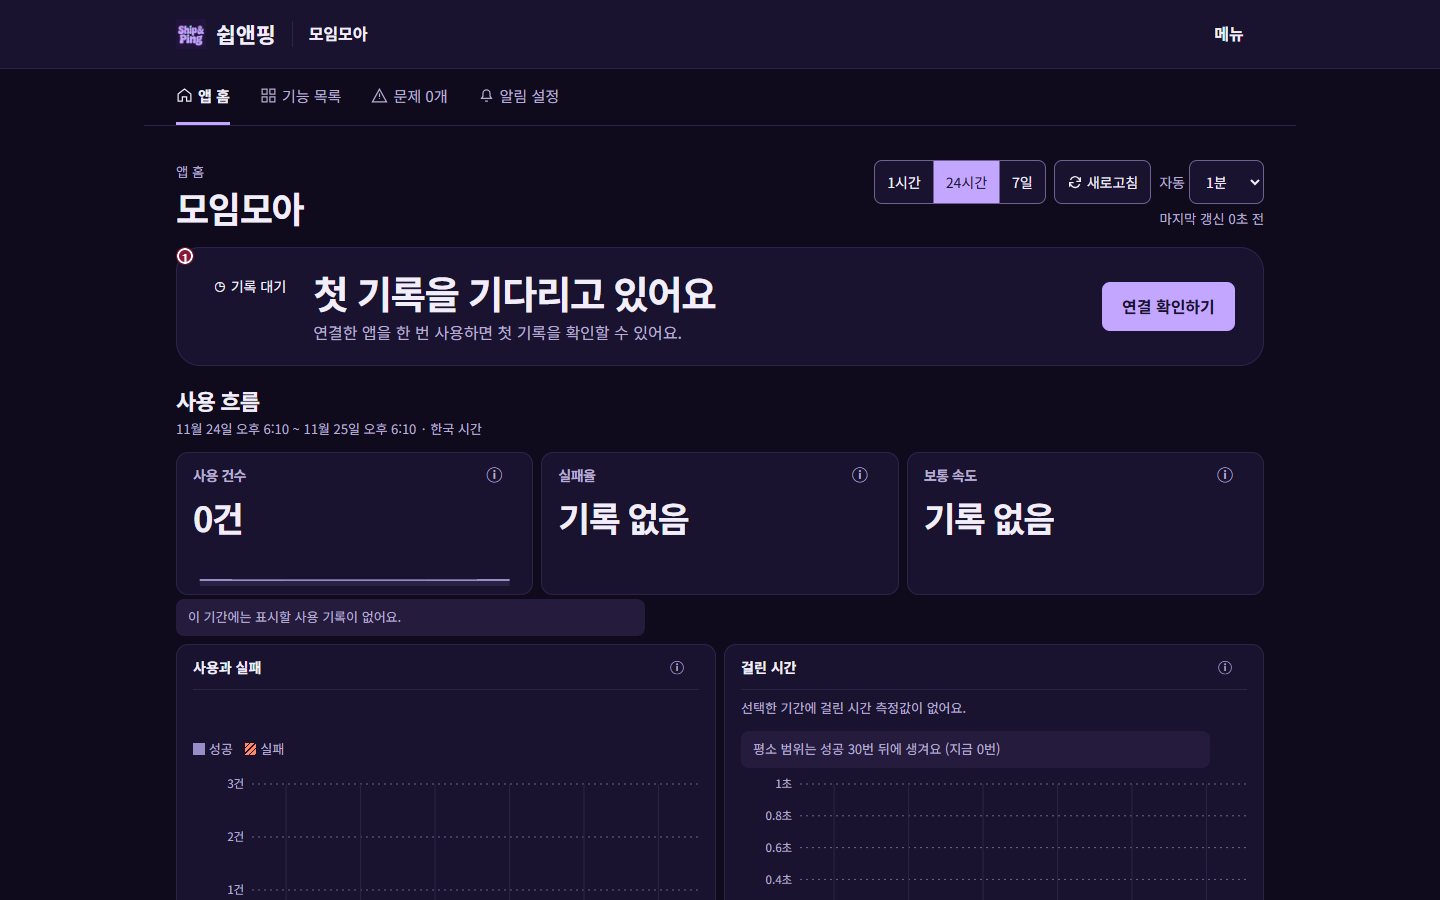 Ship& Ping 쉽앤핑 모임모아 메뉴
앱 홈 기능 목록 문제 0개 알림 설정
앱 홈
모임모아
1시간 24시간 7일 새로고침 자동 1분
마지막 갱신 0초 전
1
기록 대기
첫 기록을 기다리고 있어요
연결한 앱을 한 번 사용하면 첫 기록을 확인할 수 있어요.
연결 확인하기
사용 흐름
11월 24일 오후 6:10 ~ 11월 25일 오후 6:10 · 한국 시간
사용 건수
0건
실패율
기록 없음
보통 속도
기록 없음
이 기간에는 표시할 사용 기록이 없어요.
사용과 실패
성공 실패
3건
2건
1건
걸린 시간
선택한 기간에 걸린 시간 측정값이 없어요.
평소 범위는 성공 30번 뒤에 생겨요 (지금 0번)
1초
0.8초
0.6초
0.4초